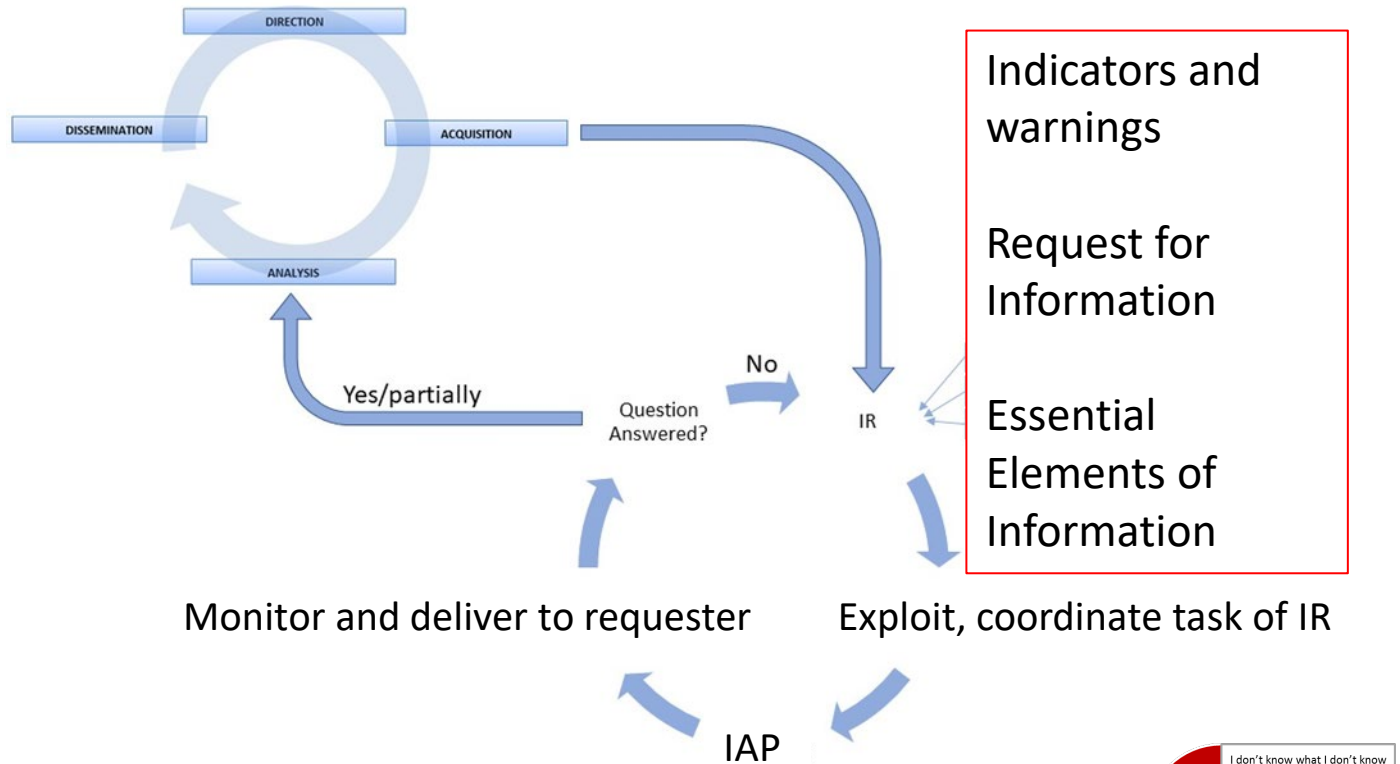 DIRECTION
DISSEMINATION
ACQUISITION
ANALYSIS
Indicators and
warnings
Request for
Information
Essential
Elements of
Information
No
Yes/partially
Question
Answered?
IR
Monitor and deliver to requester
Exploit, coordinate task of IR
IAP
I don't know what I don't know